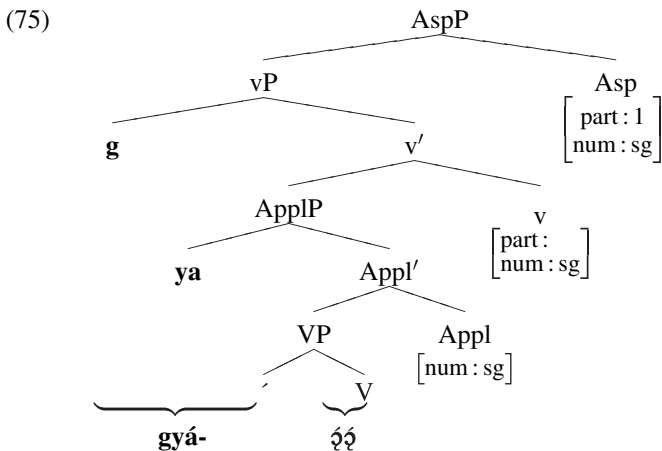 (75)
AspP
vP Asp
[part : 1
num : sg]
g v′
ApplP v
[part :
num : sg]
ya Appl′
VP Appl
[num : sg]
´ V
gyá- ǫ́ǫ́